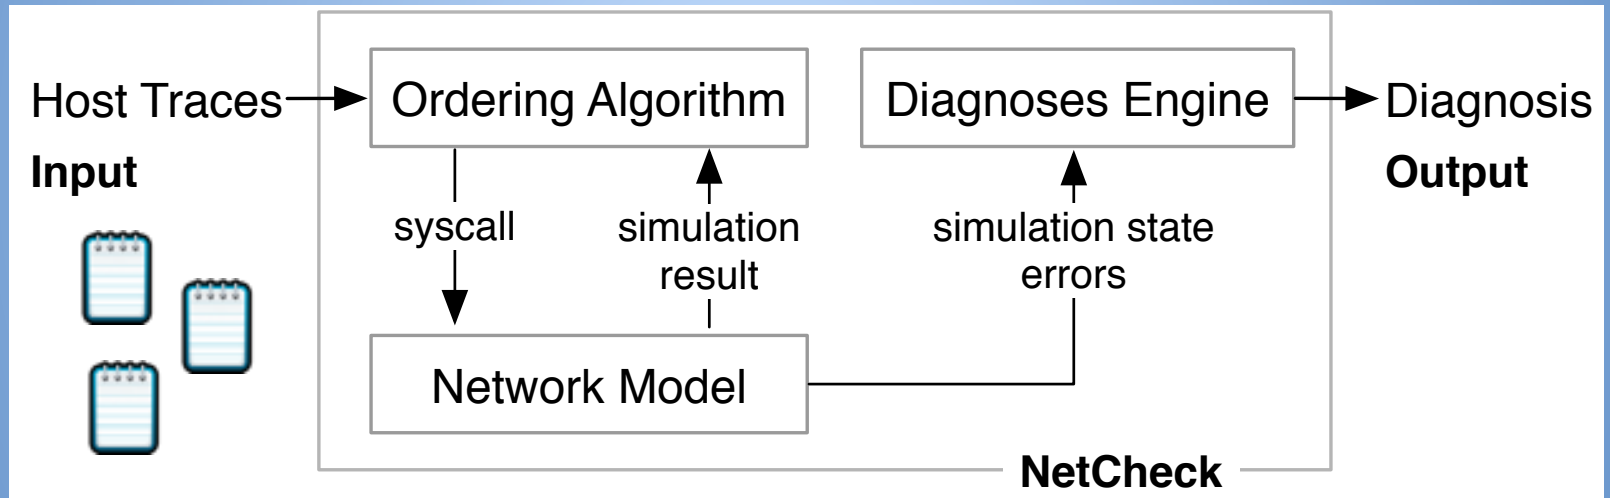 Host Traces
Input
Ordering Algorithm
Diagnoses Engine
Diagnosis
Output
syscall
simulation
result
simulation state
errors
Network Model
NetCheck